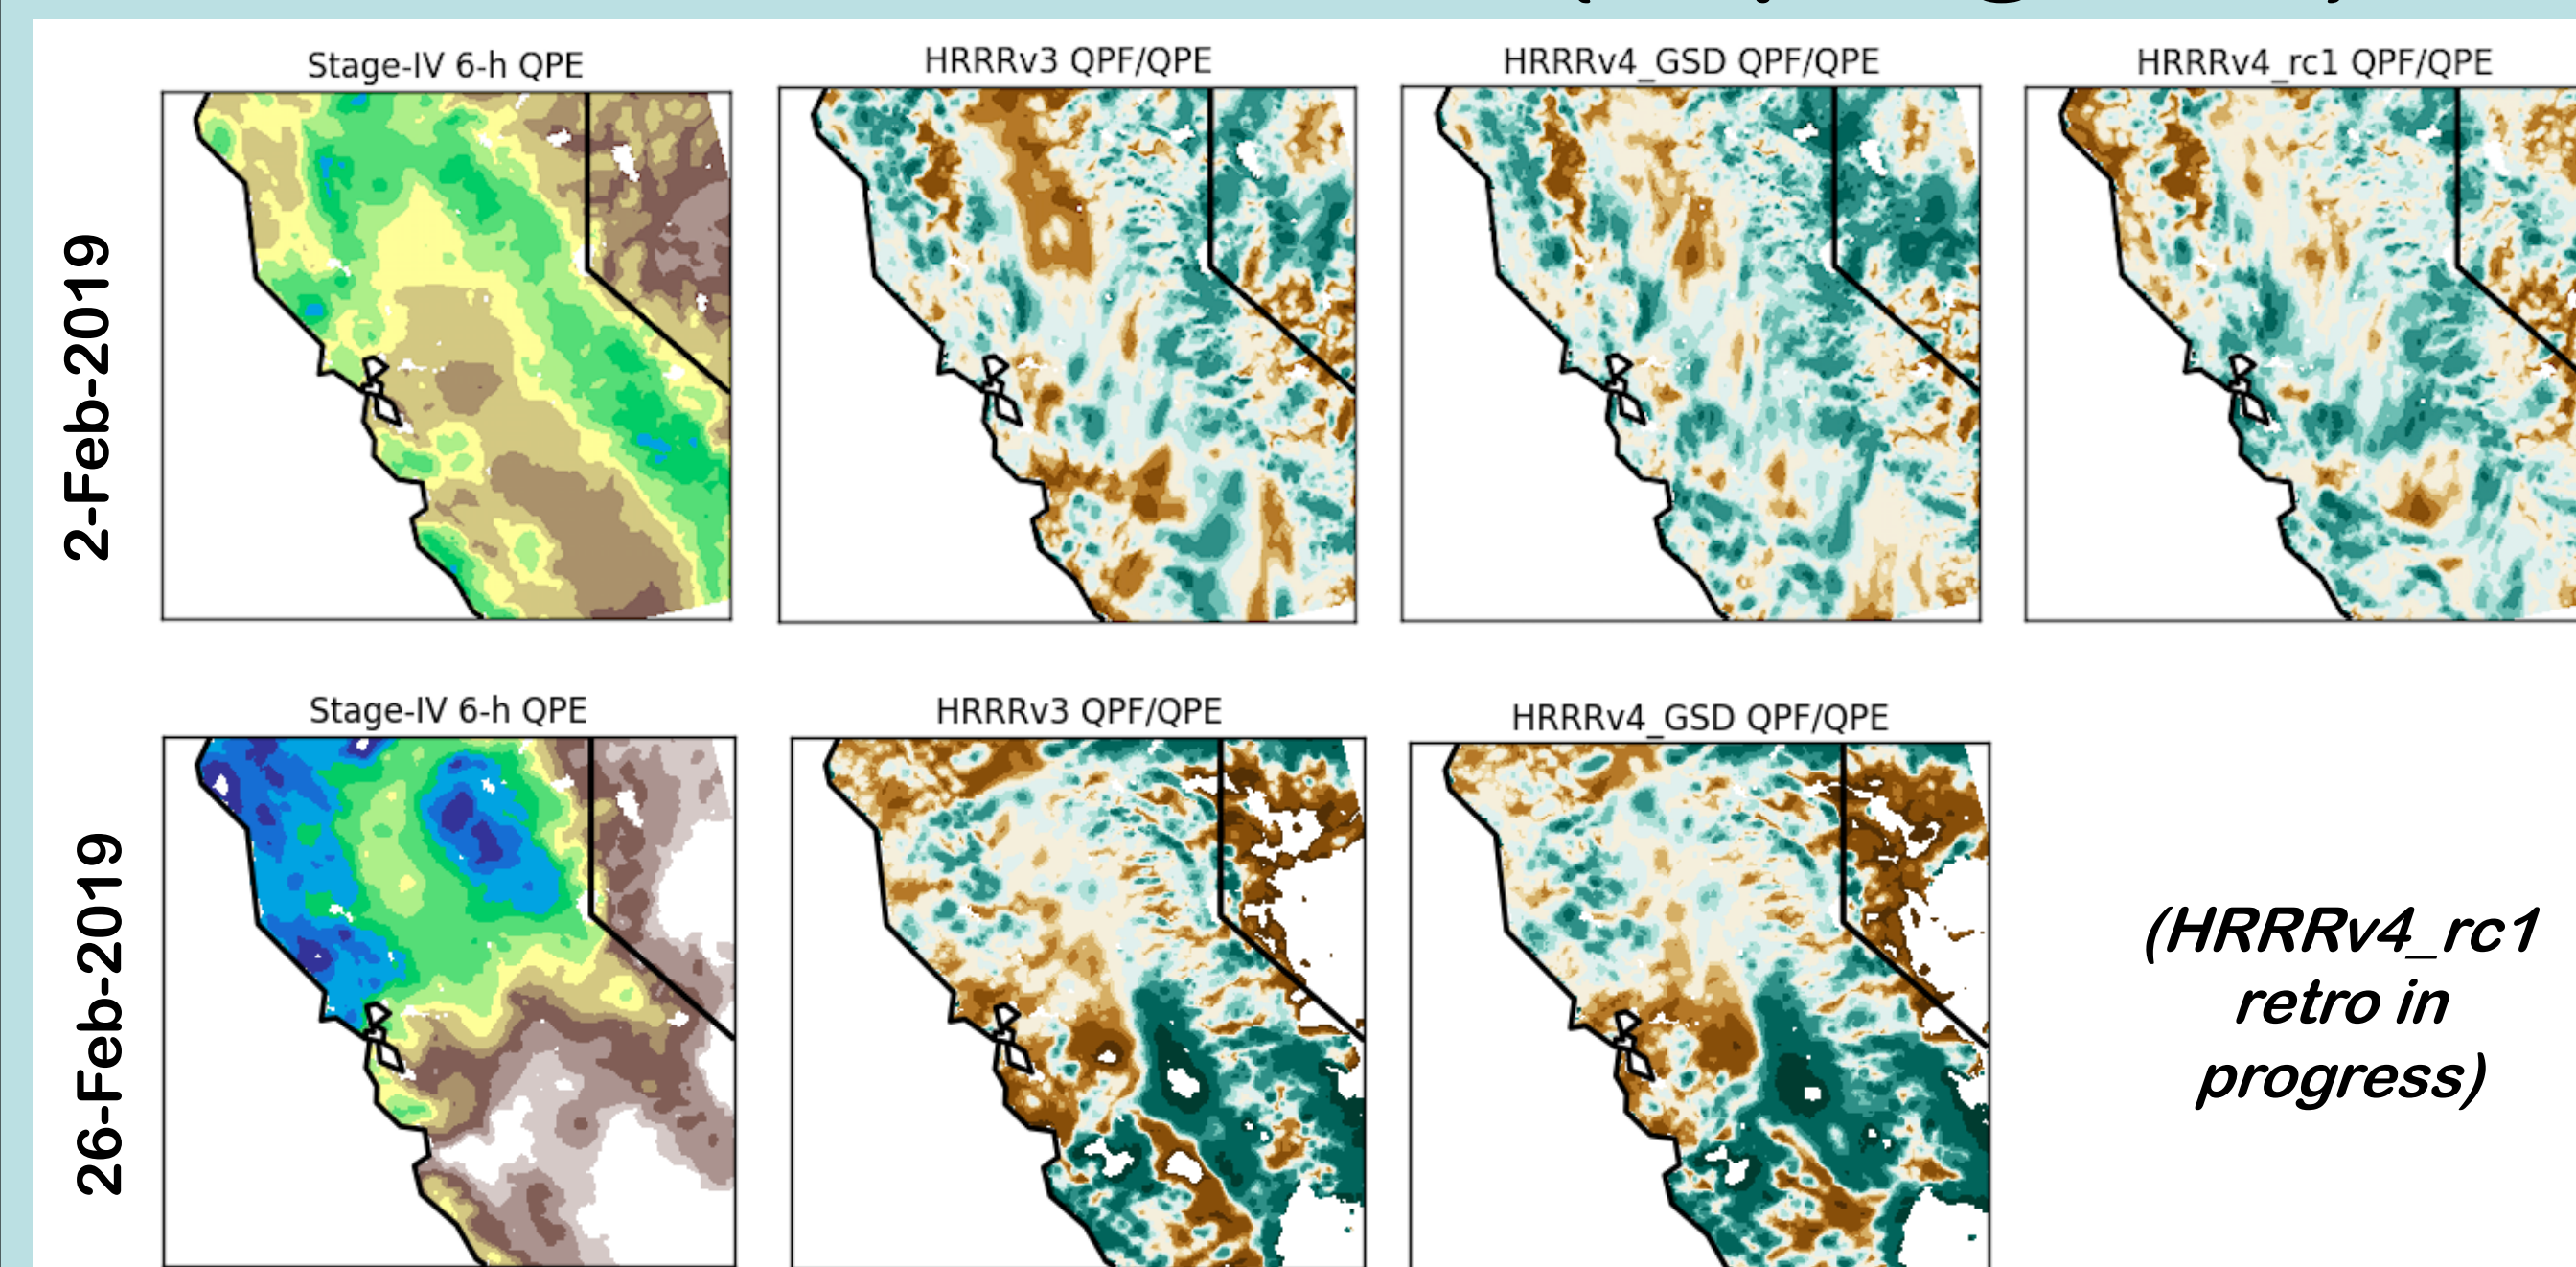 Stage-IV 6-h QPE
HRRRv3 QPF/QPE
HRRRv4_GSD QPF/QPE
HRRRv4_rc1 QPF/QPE
2-Feb-2019
Stage-IV 6-h QPE
HRRRv3 QPF/QPE
HRRRv4_GSD QPF/QPE
26-Feb-2019
(HRRRv4_rc1
retro in
progress)